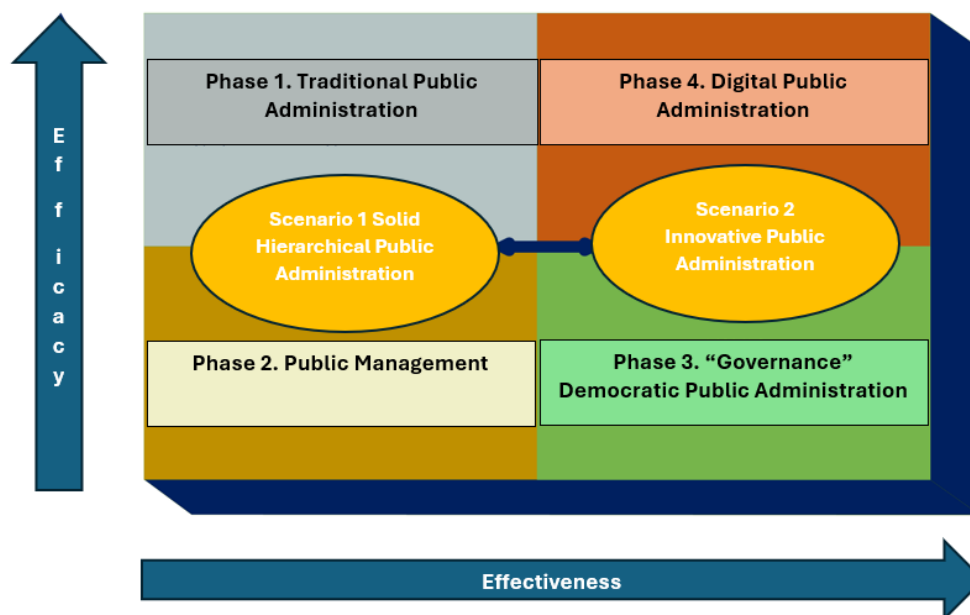 Phase 1. Traditional Public
Administration
Phase 4. Digital Public
Administration
E
f
f
i
c
a
c
y
Scenario 1 Solid
Hierarchical Public
Administration
Scenario 2
Innovative Public
Administration
Phase 2. Public Management
Phase 3. “Governance”
Democratic Public Administration
Effectiveness